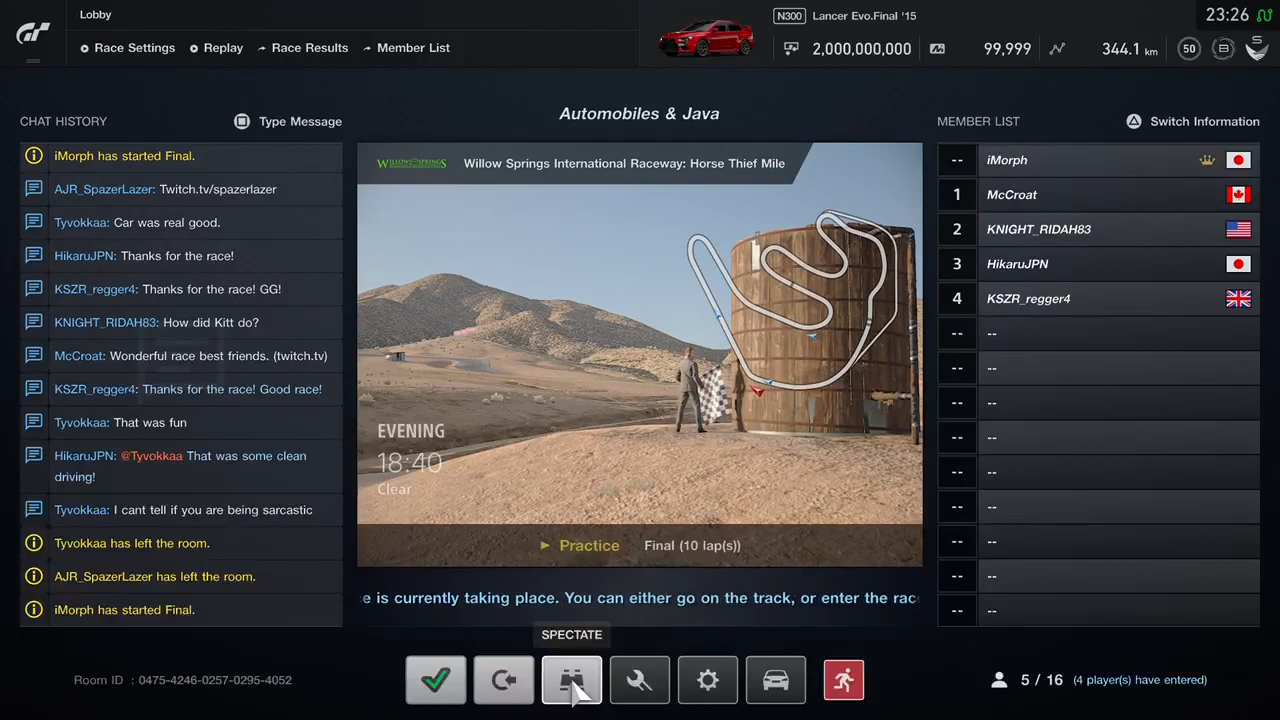 Lobby
Race Settings Replay Race Results Member List
N300 Lancer Evo.Final '15
2,000,000,000 99,999 344.1 km 50 B S
23:26
CHAT HISTORY Type Message
iMorph has started Final.
AJR_SpazerLazer: Twitch.tv/spazerlazer
Tyvokkaa: Car was real good.
HikaruJPN: Thanks for the race!
KSZR_regger4: Thanks for the race! GG!
KNIGHT_RIDAH83: How did Kitt do?
McCroat: Wonderful race best friends. (twitch.tv)
KSZR_regger4: Thanks for the race! Good race!
Tyvokkaa: That was fun
HikaruJPN: @Tyvokkaa That was some clean
driving!
Tyvokkaa: I cant tell if you are being sarcastic
Tyvokkaa has left the room.
AJR_SpazerLazer has left the room.
iMorph has started Final.
Room ID : 0475-4246-0257-0295-4052
Automobiles & Java
WILLOW SPRINGS Willow Springs International Raceway: Horse Thief Mile
EVENING
18:40
Clear
Practice Final (10 lap(s))
e is currently taking place. You can either go on the track, or enter the rac
SPECTATE
MEMBER LIST Switch Information
-- iMorph
1 McCroat
2 KNIGHT_RIDAH83
3 HikaruJPN
4 KSZR_regger4
-- --
-- --
-- --
-- --
-- --
-- --
-- --
-- --
-- --
5 / 16 (4 player(s) have entered)